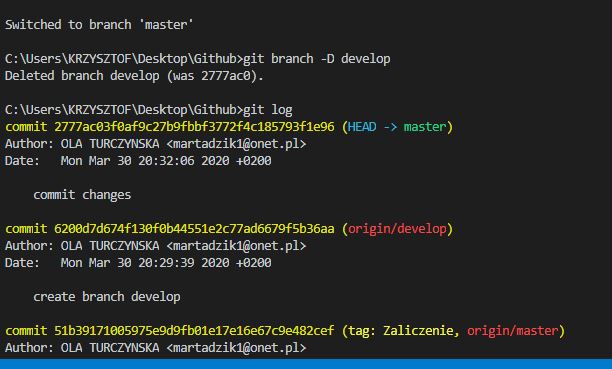 Switched to branch 'master'
C:\Users\KRZYSZTOF\Desktop\Github>git branch -D develop
Deleted branch develop (was 2777ac0).
C:\Users\KRZYSZTOF\Desktop\Github>git log
commit 2777ac03f0af9c27b9fbbf3772f4c185793f1e96 (HEAD -> master)
Author: OLA TURCZYNSKA <martadzik1@onet.pl>
Date:   Mon Mar 30 20:32:06 2020 +0200
commit changes
commit 6200d7d674f130f0b44551e2c77ad6679f5b36aa (origin/develop)
Author: OLA TURCZYNSKA <martadzik1@onet.pl>
Date:   Mon Mar 30 20:29:39 2020 +0200
create branch develop
commit 51b39171005975e9d9fb01e17e16e67c9e482cef (tag: Zaliczenie, origin/master)
Author: OLA TURCZYNSKA <martadzik1@onet.pl>